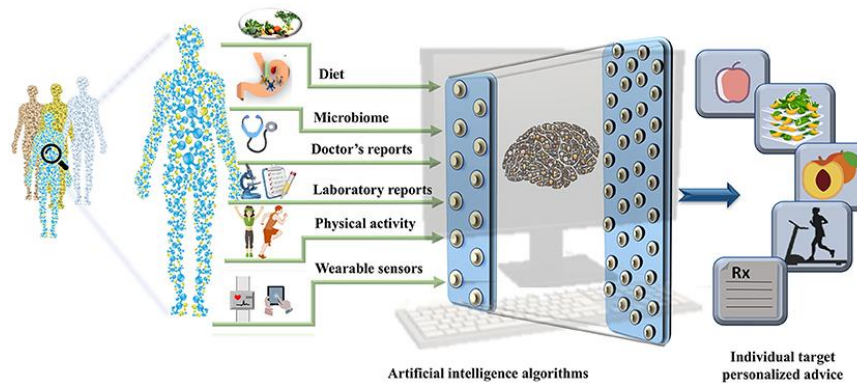 Diet
Microbiome
Doctor's reports
Laboratory reports
Physical activity
Wearable sensors
Rx
Artificial intelligence algorithms
Individual target
personalized advice